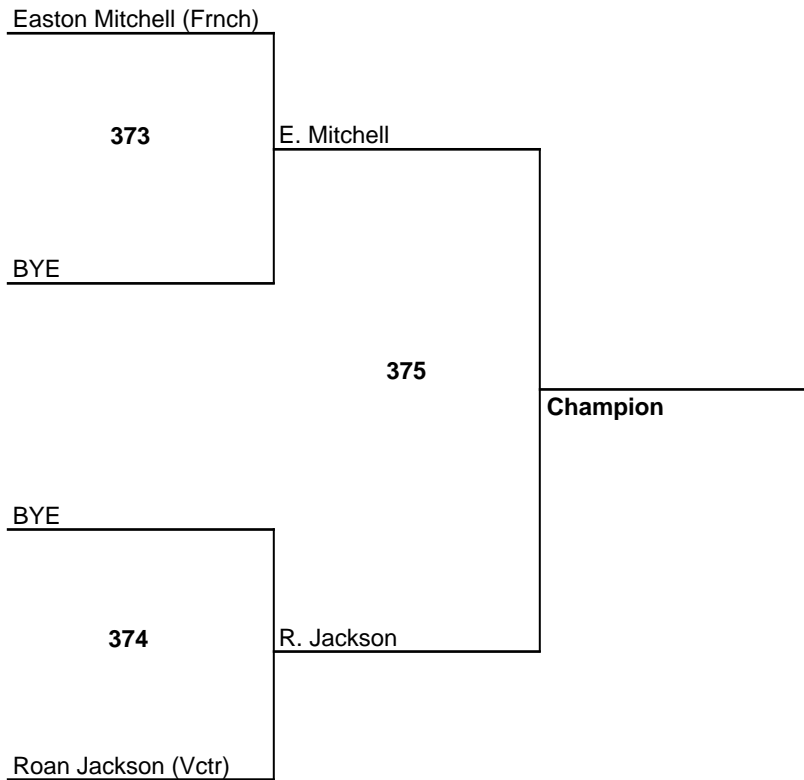 Easton Mitchell (Frnch)
373
E. Mitchell
BYE
375
Champion
BYE
374
R. Jackson
Roan Jackson (Vctr)